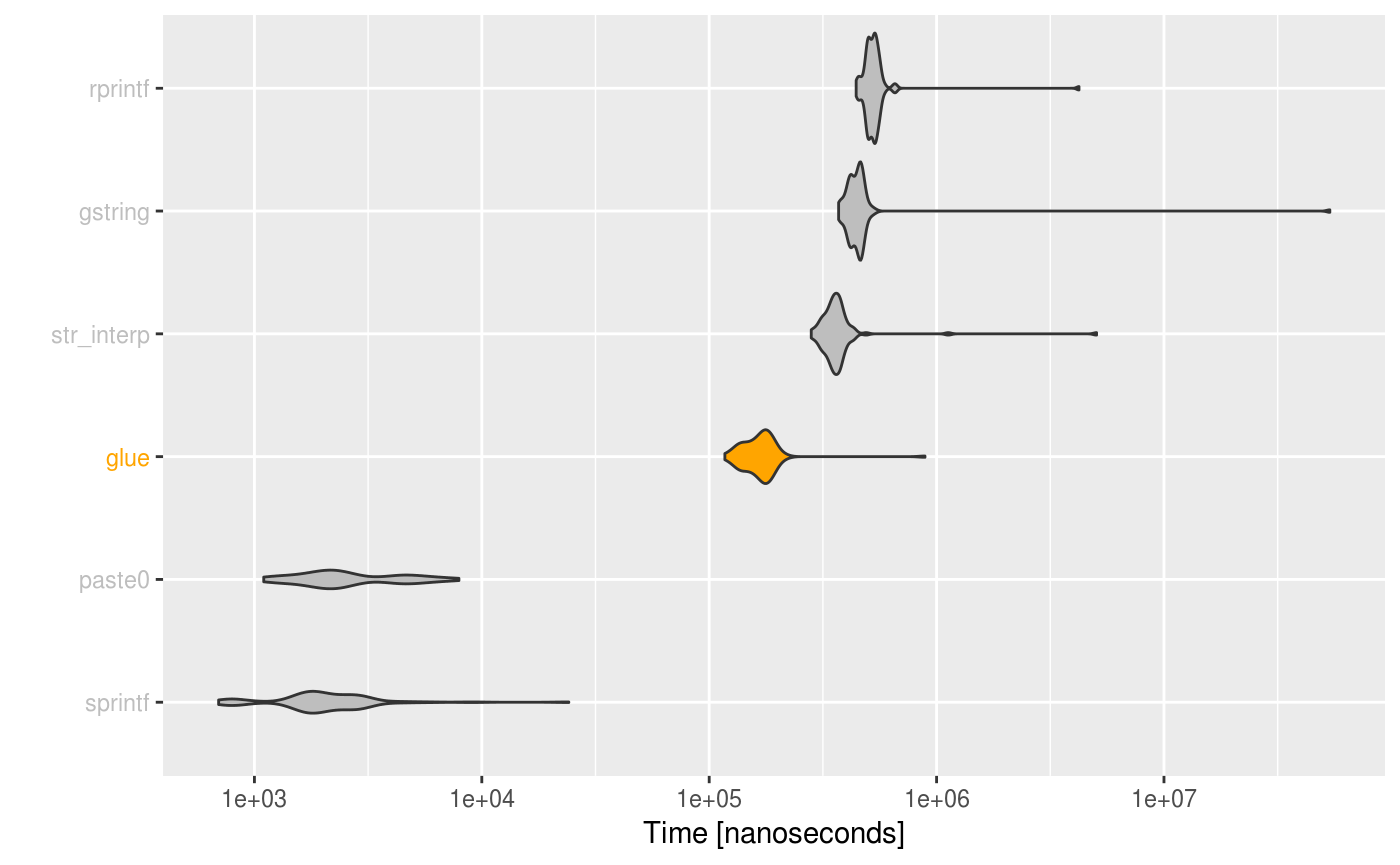 rprintf
gstring
str_interp
glue
paste0
sprintf
1e+03 1e+04 1e+05 1e+06 1e+07
Time [nanoseconds]